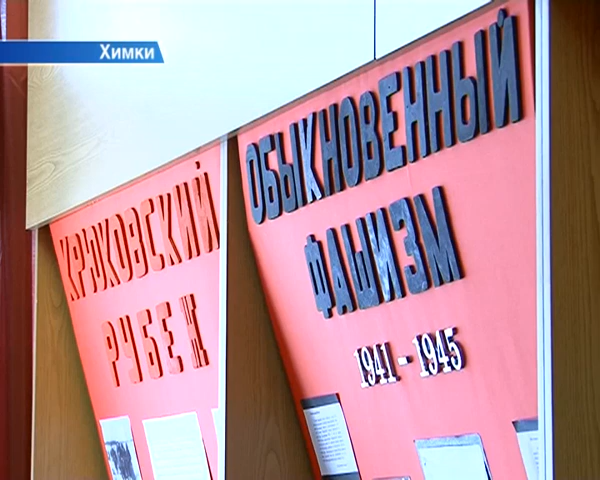 Химки
КРЮКОВСКИЙ
РУБЕЖ
ОБЫКНОВЕННЫЙ
ФАШИЗМ
1941 - 1945